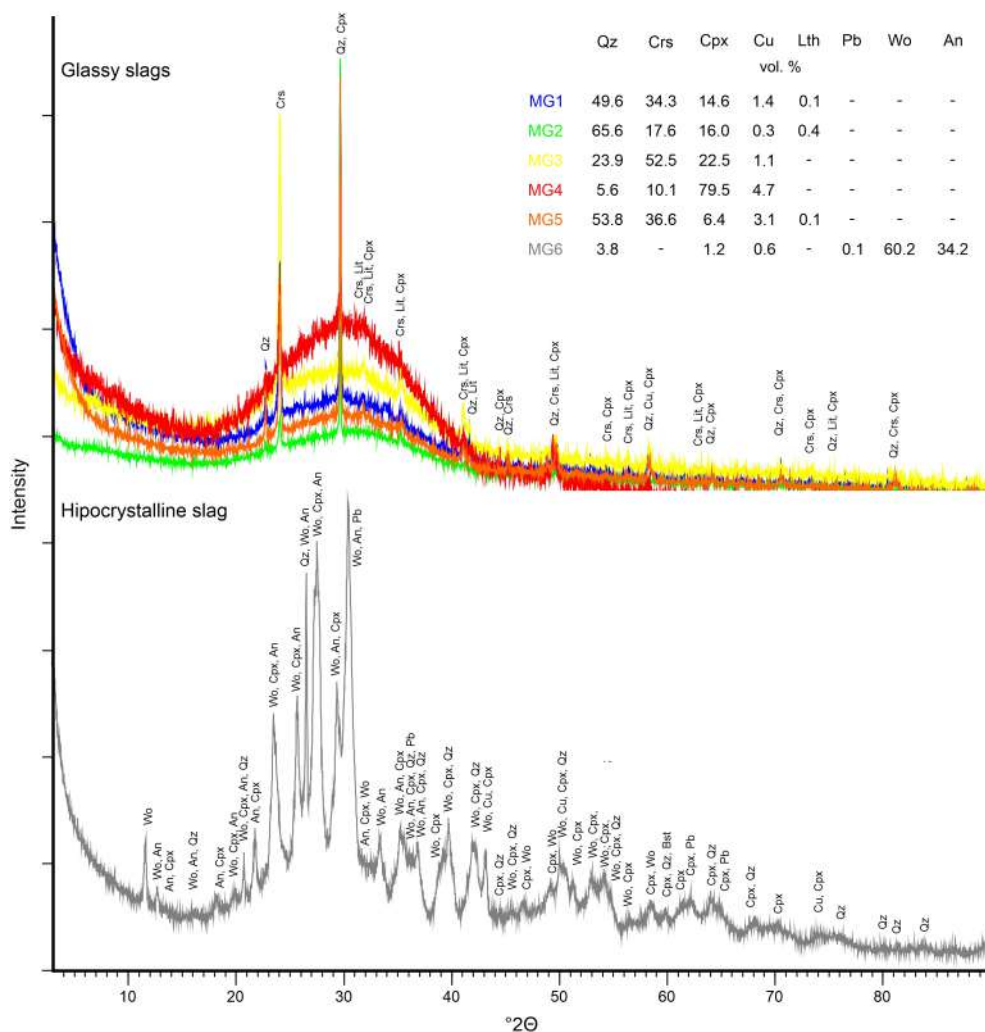 Glassy slags
Qz Crs Cpx Cu Lth Pb Wo An
vol. %
MG1 49.6 34.3 14.6 1.4 0.1 - - -
MG2 65.6 17.6 16.0 0.3 0.4 - - -
MG3 23.9 52.5 22.5 1.1 - - - -
MG4 5.6 10.1 79.5 4.7 - - - -
MG5 53.8 36.6 6.4 3.1 0.1 - - -
MG6 3.8 - 1.2 0.6 - 0.1 60.2 34.2
Qz
Crs
Qz, Cpx
Crs, Lit
Crs, Lit, Cpx
Crs, Lit, Cpx
Crs, Lit, Cpx
Qz, Lit
Qz, Cpx
Qz, Crs
Qz, Crs, Lit, Cpx
Crs, Cpx
Crs, Lit, Cpx
Qz, Cu, Cpx
Crs, Lit, Cpx
Qz, Cpx
Qz, Crs, Cpx
Crs, Cpx
Qz, Lit, Cpx
Qz, Crs, Cpx
Intensity
Hipocrystalline slag
Wo
Wo, An
An, Cpx
Wo, An, Qz
An, Cpx
Wo, Cpx, An
Wo, Cpx, An, Qz
An, Cpx
Wo, Cpx, An
Wo, Cpx, An
Qz, Wo, An
Wo, Cpx, An
Wo, An, Cpx
Wo, An, Pb
An, Cpx, Wo
Wo, An
Wo, An, Cpx
Wo, An, Cpx, Qz, Pb
Wo, An, Cpx, Qz
Wo, Cpx
Wo, Cpx, Qz
Wo, Cpx, Qz
Wo, Cu, Cpx
Cpx, Qz
Wo, Cpx, Qz
Cpx, Wo
Cpx, Wo
Wo, Cu, Cpx, Qz
Wo, Cpx
Wo, Cpx,
Wo, Cpx,
Wo, Cpx, Qz
Wo, Cpx
Cpx, Wo
Cpx, Qz, Bst
Cpx
Cpx, Pb
Cpx, Qz
Cpx, Pb
Cpx, Qz
Cpx
Cu, Cpx
Qz
Qz
Qz
Qz
10 20 30 40 50 60 70 80
°2Θ